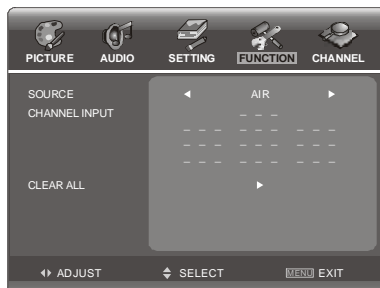 PICTURE AUDIO SETTING FUNCTION CHANNEL
SOURCE ◀ AIR ▶
CHANNEL INPUT _ _ _
_ _ _ _ _ _ _ _ _
_ _ _ _ _ _ _ _ _
_ _ _ _ _ _ _ _ _
CLEAR ALL ▶
ADJUST SELECT MENU EXIT